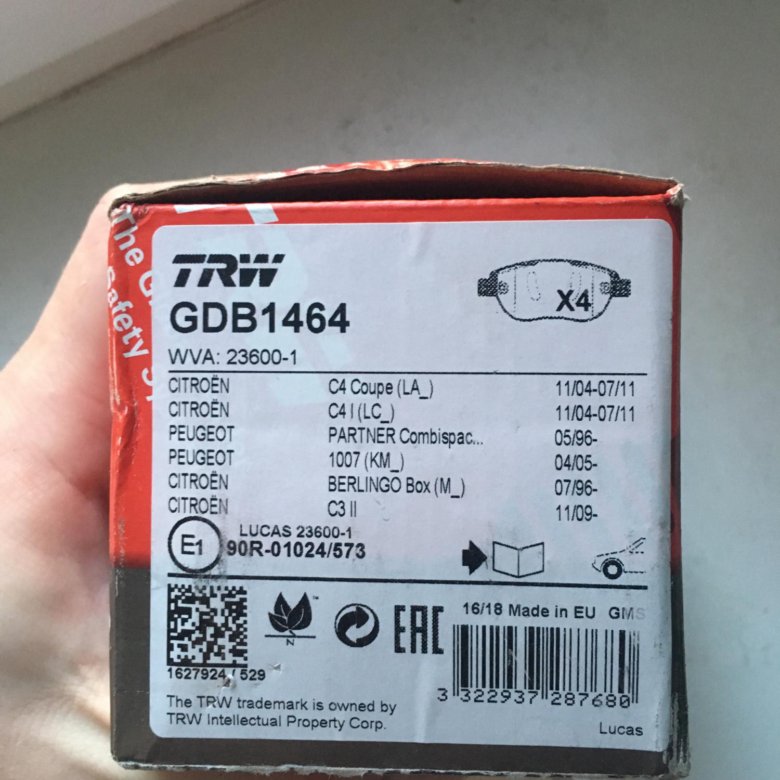 The
Safety
TRW
X4
GDB1464
WVA: 23600-1
CITROËN C4 Coupe (LA_) 11/04-07/11
CITROËN C4 I (LC_) 11/04-07/11
PEUGEOT PARTNER Combispac... 05/96-
PEUGEOT 1007 (KM_) 04/05-
CITROËN BERLINGO Box (M_) 07/96-
CITROËN C3 II 11/09-
E1 LUCAS 23600-1
90R-01024/573
16/18 Made in EU GMS
N
EAC
1627924 529
3 322937 287680
The TRW trademark is owned by
TRW Intellectual Property Corp.
Lucas